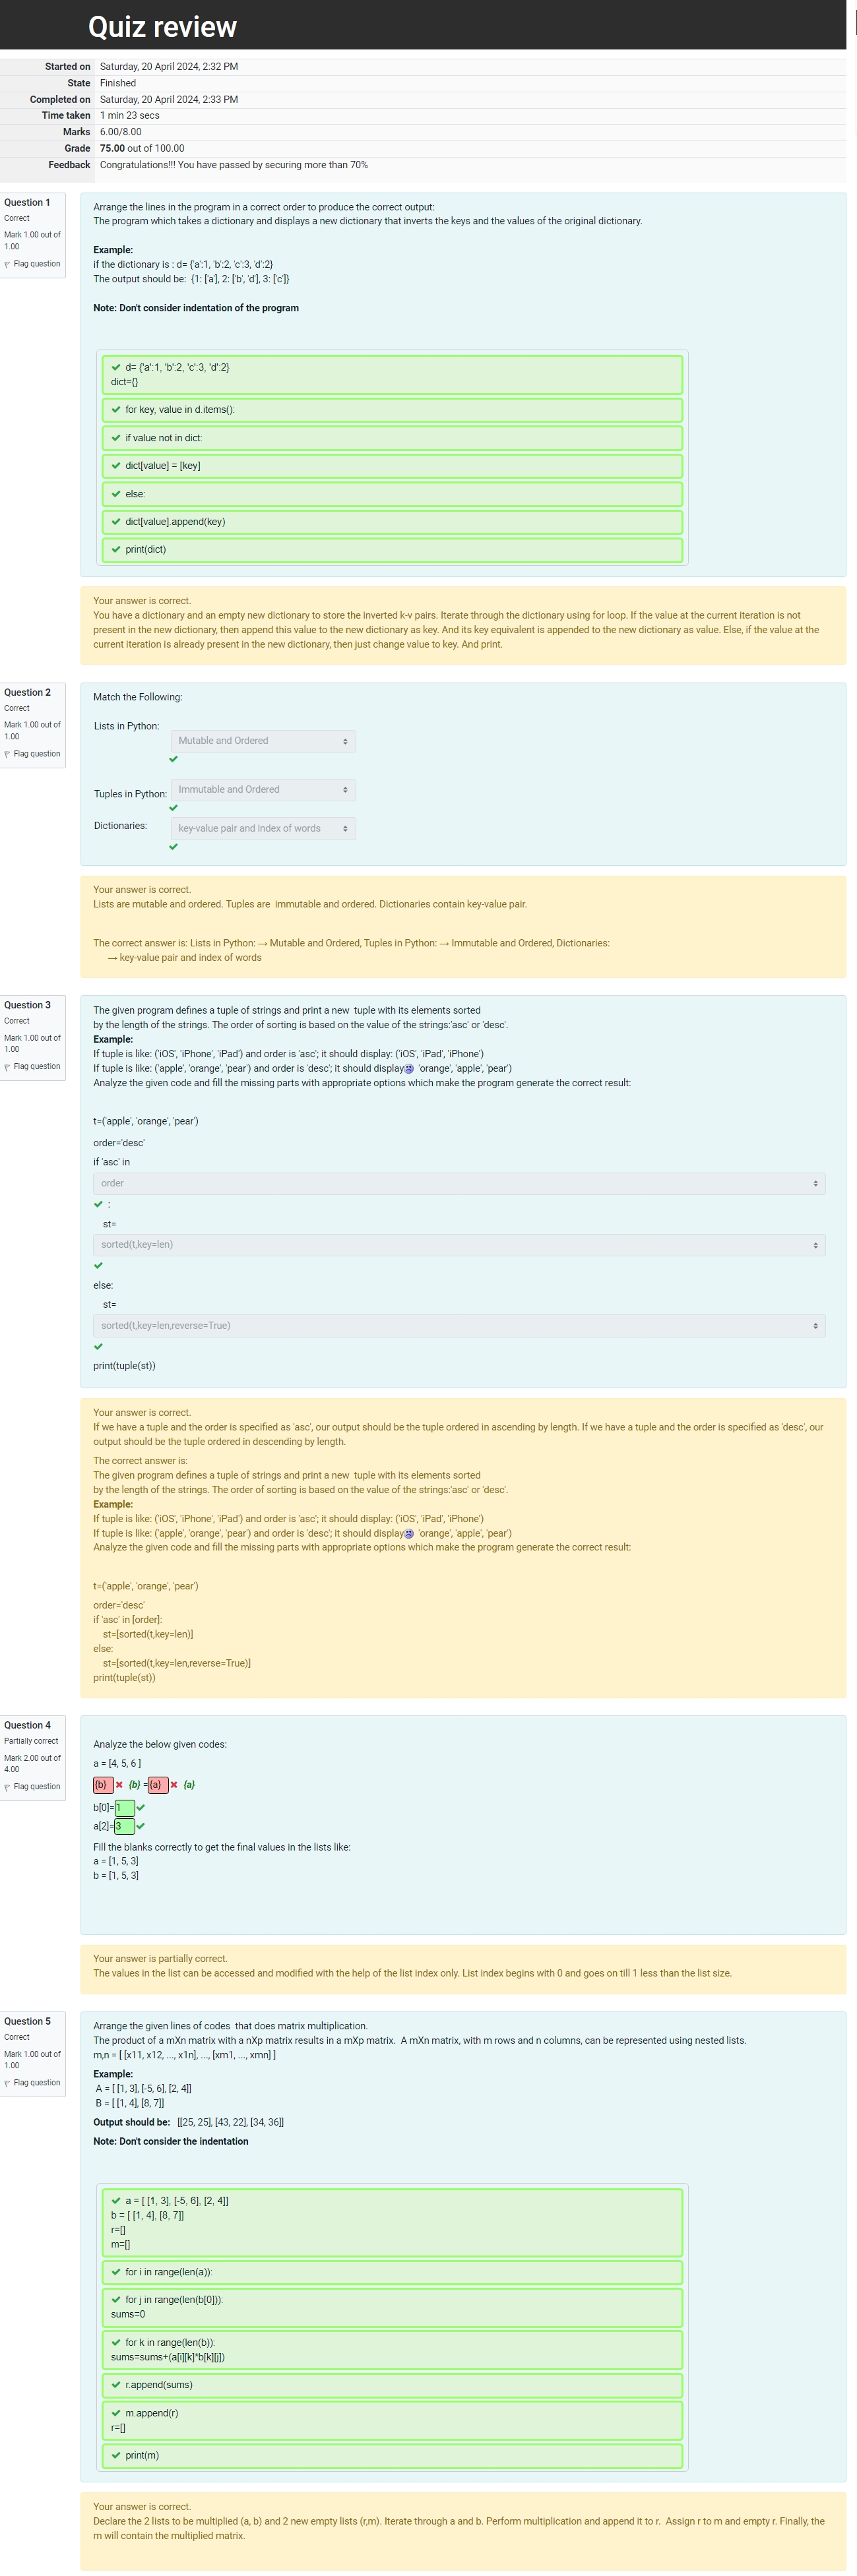 Quiz review
Started on Saturday, 20 April 2024, 2:32 PM
State Finished
Completed on Saturday, 20 April 2024, 2:33 PM
Time taken 1 min 23 secs
Marks 6.00/8.00
Grade 75.00 out of 100.00
Feedback Congratulations!!! You have passed by securing more than 70%
Question 1
Correct
Mark 1.00 out of
1.00
Flag question
Arrange the lines in the program in a correct order to produce the correct output:
The program which takes a dictionary and displays a new dictionary that inverts the keys and the values of the original dictionary.
Example:
if the dictionary is : d= {'a':1, 'b':2, 'c':3, 'd':2}
The output should be: {1: ['a'], 2: ['b', 'd'], 3: ['c']}
Note: Don't consider indentation of the program
d= {'a':1, 'b':2, 'c':3, 'd':2}
dict={}
for key, value in d.items():
if value not in dict:
dict[value] = [key]
else:
dict[value].append(key)
print(dict)
Your answer is correct.
You have a dictionary and an empty new dictionary to store the inverted k-v pairs. Iterate through the dictionary using for loop. If the value at the current iteration is not
present in the new dictionary, then append this value to the new dictionary as key. And its key equivalent is appended to the new dictionary as value. Else, if the value at the
current iteration is already present in the new dictionary, then just change value to key. And print.
Question 2
Correct
Mark 1.00 out of
1.00
Flag question
Match the Following:
Lists in Python:
Mutable and Ordered
Tuples in Python:
Immutable and Ordered
Dictionaries:
key-value pair and index of words
Your answer is correct.
Lists are mutable and ordered. Tuples are immutable and ordered. Dictionaries contain key-value pair.
The correct answer is: Lists in Python: → Mutable and Ordered, Tuples in Python: → Immutable and Ordered, Dictionaries:
→ key-value pair and index of words
Question 3
Correct
Mark 1.00 out of
1.00
Flag question
The given program defines a tuple of strings and print a new tuple with its elements sorted
by the length of the strings. The order of sorting is based on the value of the strings:'asc' or 'desc'.
Example:
If tuple is like: ('iOS', 'iPhone', 'iPad') and order is 'asc'; it should display: ('iOS', 'iPad', 'iPhone')
If tuple is like: ('apple', 'orange', 'pear') and order is 'desc'; it should display 'orange', 'apple', 'pear')
Analyze the given code and fill the missing parts with appropriate options which make the program generate the correct result:
t=('apple', 'orange', 'pear')
order='desc'
if 'asc' in
order
:
st=
sorted(t,key=len)
else:
st=
sorted(t,key=len,reverse=True)
print(tuple(st))
Your answer is correct.
If we have a tuple and the order is specified as 'asc', our output should be the tuple ordered in ascending by length. If we have a tuple and the order is specified as 'desc', our
output should be the tuple ordered in descending by length.
The correct answer is:
The given program defines a tuple of strings and print a new tuple with its elements sorted
by the length of the strings. The order of sorting is based on the value of the strings:'asc' or 'desc'.
Example:
If tuple is like: ('iOS', 'iPhone', 'iPad') and order is 'asc'; it should display: ('iOS', 'iPad', 'iPhone')
If tuple is like: ('apple', 'orange', 'pear') and order is 'desc'; it should display 'orange', 'apple', 'pear')
Analyze the given code and fill the missing parts with appropriate options which make the program generate the correct result:
t=('apple', 'orange', 'pear')
order='desc'
if 'asc' in [order]:
st=[sorted(t,key=len)]
else:
st=[sorted(t,key=len,reverse=True)]
print(tuple(st))
Question 4
Partially correct
Mark 2.00 out of
4.00
Flag question
Analyze the below given codes:
a = [4, 5, 6 ]
{b} {b} = {a} {a}
b[0]=1
a[2]=3
Fill the blanks correctly to get the final values in the lists like:
a = [1, 5, 3]
b = [1, 5, 3]
Your answer is partially correct.
The values in the list can be accessed and modified with the help of the list index only. List index begins with 0 and goes on till 1 less than the list size.
Question 5
Correct
Mark 1.00 out of
1.00
Flag question
Arrange the given lines of codes that does matrix multiplication.
The product of a mXn matrix with a nXp matrix results in a mXp matrix. A mXn matrix, with m rows and n columns, can be represented using nested lists.
m,n = [ [x11, x12, ..., x1n], ..., [xm1, ..., xmn] ]
Example:
A = [ [1, 3], [-5, 6], [2, 4]]
B = [ [1, 4], [8, 7]]
Output should be: [[25, 25], [43, 22], [34, 36]]
Note: Don't consider the indentation
a = [ [1, 3], [-5, 6], [2, 4]]
b = [ [1, 4], [8, 7]]
r=[]
m=[]
for i in range(len(a)):
for j in range(len(b[0])):
sums=0
for k in range(len(b)):
sums=sums+(a[i][k]*b[k][j])
r.append(sums)
m.append(r)
r=[]
print(m)
Your answer is correct.
Declare the 2 lists to be multiplied (a, b) and 2 new empty lists (r,m). Iterate through a and b. Perform multiplication and append it to r. Assign r to m and empty r. Finally, the
m will contain the multiplied matrix.